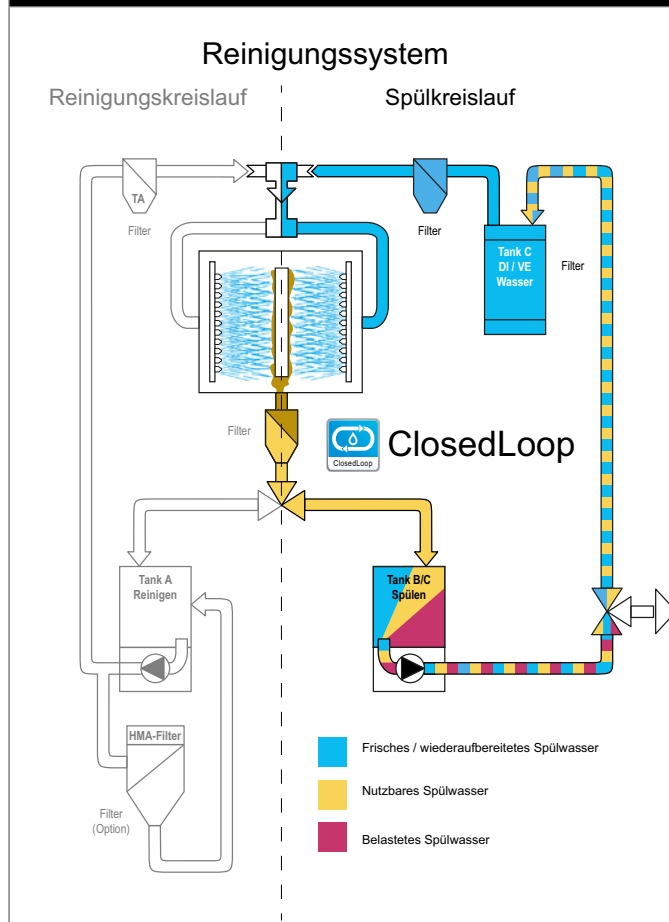 Reinigungssystem
Reinigungskreislauf
Spülkreislauf
TA
Filter
Filter
Tank C
DI / VE
Wasser
Filter
Filter
ClosedLoop
ClosedLoop
Tank A
Reinigen
Tank B/C
Spülen
HMA-Filter
Filter
(Option)
Frisches / wiederaufbereitetes Spülwasser
Nutzbares Spülwasser
Belastetes Spülwasser